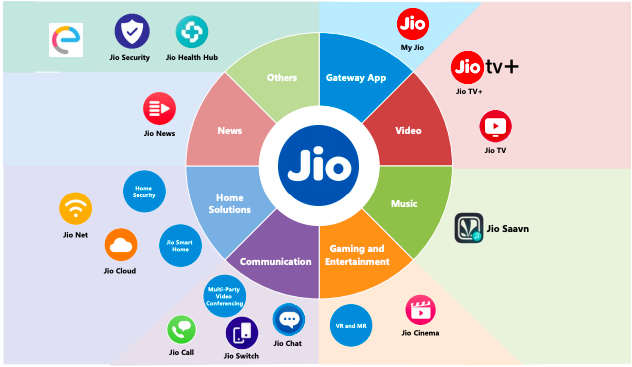 Jio
My Jio
Jio Security
Jio Health Hub
Jio tv+
Jio TV+
Jio TV
Jio News
Others
Gateway App
News
Video
Jio
Home
Solutions
Music
Communication
Gaming and
Entertainment
Home
Security
Jio Net
Jio Smart
Home
Jio Cloud
Jio Saavn
Multi-Party
Video
Conferencing
Jio Call
Jio Switch
Jio Chat
VR and MR
Jio Cinema